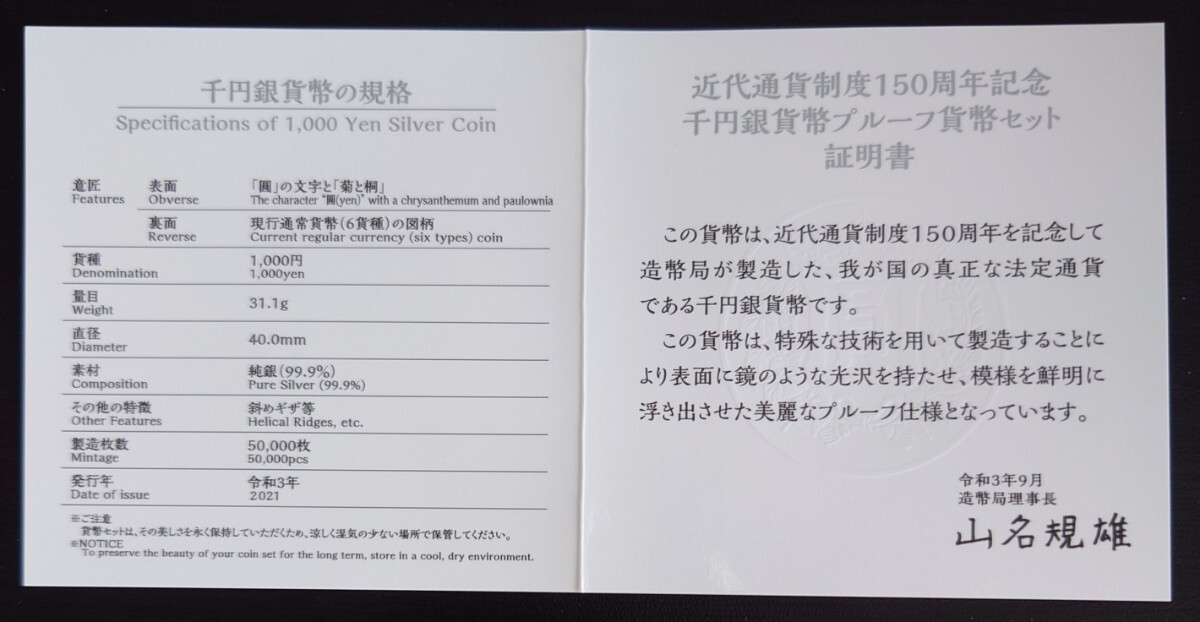 千円銀貨幣の規格
Specifications of 1,000 Yen Silver Coin
意匠 表面 「圓」の文字と「菊と桐」
Features Obverse The character "圓(yen)" with a chrysanthemum and paulownia
裏面 現行通常貨幣(6貨種)の図柄
Reverse Current regular currency (six types) coin
貨種 1,000円
Denomination 1,000yen
量目
Weight 31.1g
直径
Diameter 40.0mm
素材 純銀(99.9%)
Composition Pure Silver (99.9%)
その他の特徴 斜めギザ等
Other Features Helical Ridges, etc.
製造枚数 50,000枚
Mintage 50,000pcs
発行年 令和3年
Date of issue 2021
※ご注意
貨幣セットは、その美しさを永く保持していただくため、涼しく湿気の少ない場所で保管してください。
※NOTICE
To preserve the beauty of your coin set for the long term, store in a cool, dry environment.
近代通貨制度150周年記念
千円銀貨幣プルーフ貨幣セット
証明書
この貨幣は、近代通貨制度150周年を記念して
造幣局が製造した、我が国の真正な法定通貨
である千円銀貨幣です。
この貨幣は、特殊な技術を用いて製造することに
より表面に鏡のような光沢を持たせ、模様を鮮明に
浮き出させた美麗なプルーフ仕様となっています。
令和3年9月
造幣局理事長
山名規雄